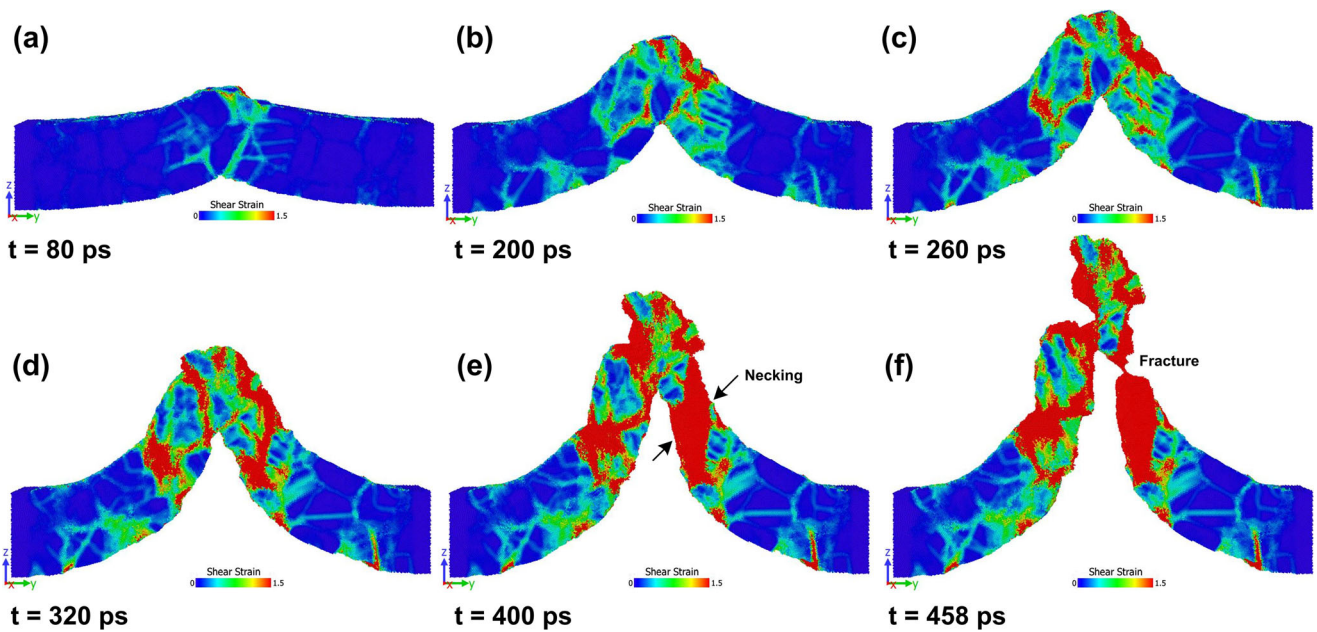 (a)
z
x y
Shear Strain
0 1.5
t = 80 ps
(b)
z
x y
Shear Strain
0 1.5
t = 200 ps
(c)
z
x y
Shear Strain
0 1.5
t = 260 ps
(d)
z
x y
Shear Strain
0 1.5
t = 320 ps
(e)
Necking
z
x y
Shear Strain
0 1.5
t = 400 ps
(f)
Fracture
z
x y
Shear Strain
0 1.5
t = 458 ps